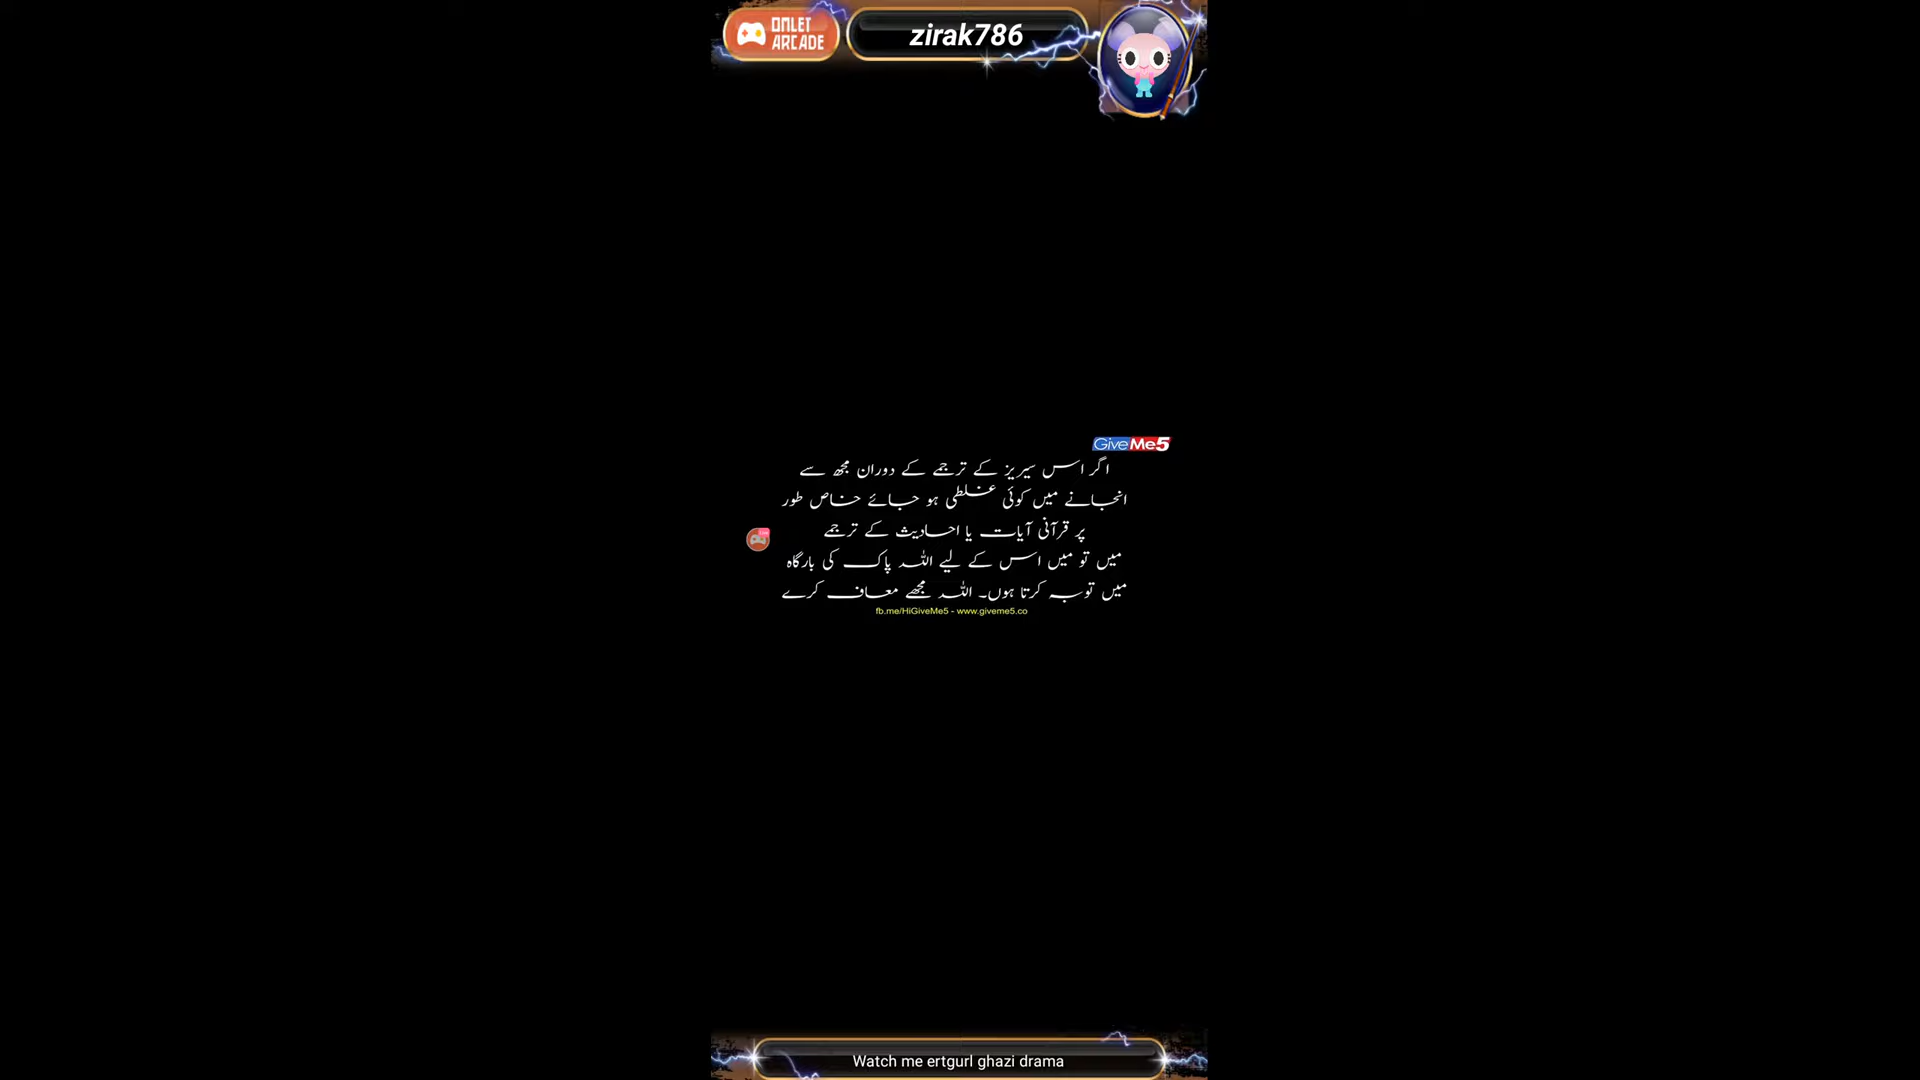 OMLET
ARCADE
zirak786
GiveMe5
اگر اس سیریز کے ترجمے کے دوران مجھ سے
انجانے میں کوئی غلطی ہو جائے خاص طور
پر قرآنی آیات یا احادیث کے ترجمے
میں تو میں اس کے لیے اللہ پاک کی بارگاہ
میں توبہ کرتا ہوں۔ اللہ مجھے معاف کرے
fb.me/HiGiveMe5 - www.giveme5.co
Watch me ertgurl ghazi drama